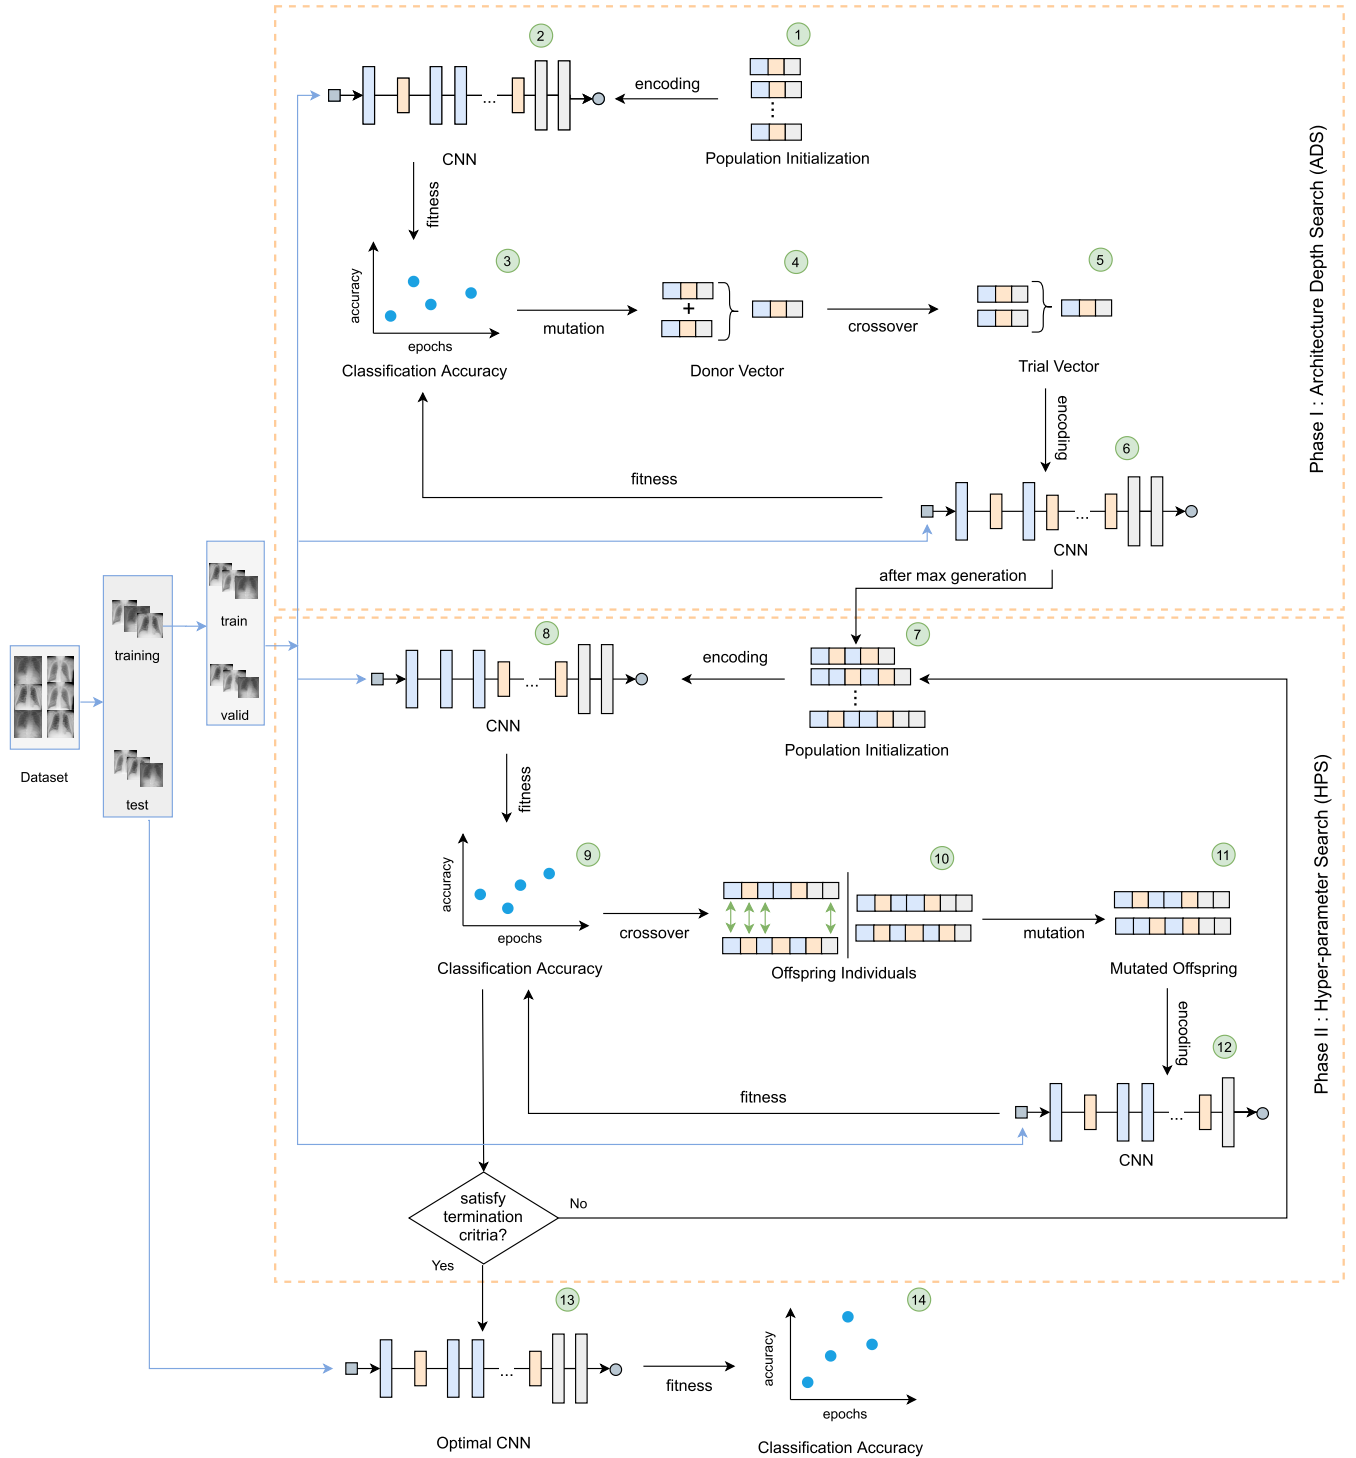 2
1
encoding
CNN
Population Initialization
fitness
3
4
5
accuracy
+
mutation
crossover
epochs
Classification Accuracy
Donor Vector
Trial Vector
encoding
6
fitness
...
CNN
after max generation
Phase I : Architecture Depth Search (ADS)
Dataset
training
test
train
valid
8
7
encoding
...
CNN
Population Initialization
fitness
9
10
11
accuracy
crossover
mutation
epochs
Classification Accuracy
Offspring Individuals
Mutated Offspring
encoding
12
fitness
...
CNN
satisfy
termination
critria?
No
Yes
Phase II : Hyper-parameter Search (HPS)
13
14
...
accuracy
fitness
epochs
Optimal CNN
Classification Accuracy